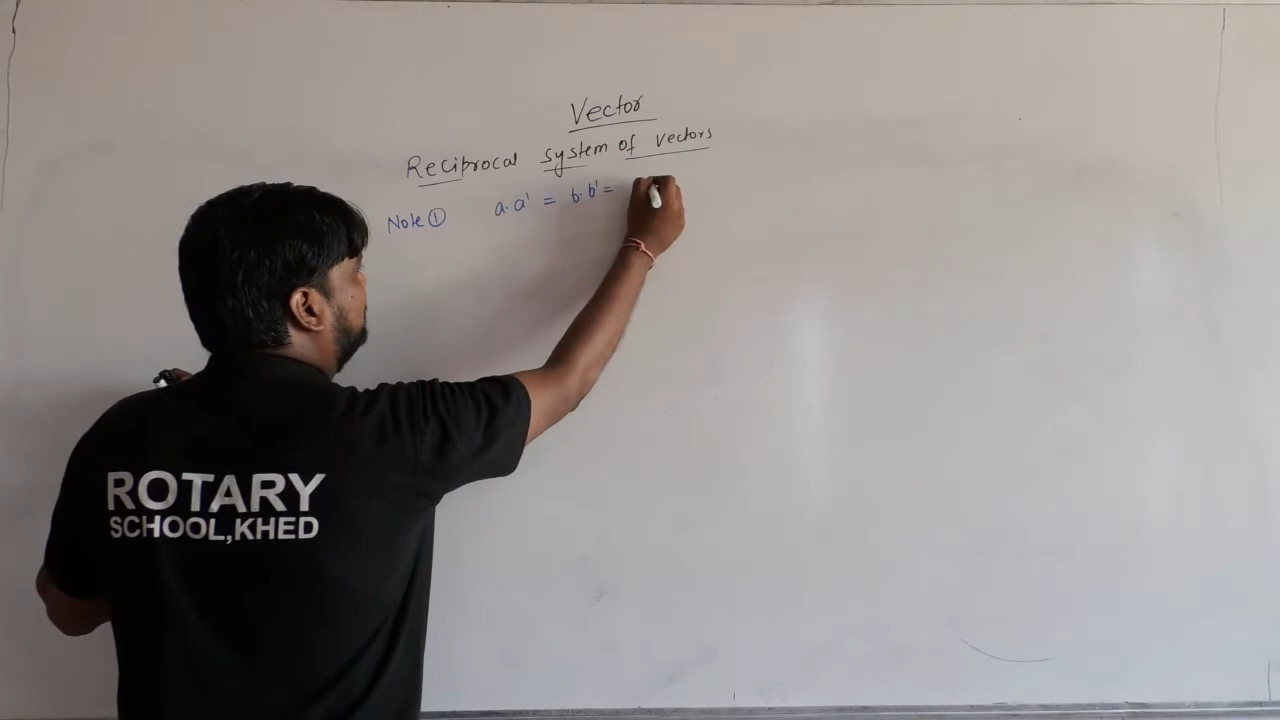 Vector
Reciprocal system of vectors
Note ① a. a' = b. b' =
ROTARY
SCHOOL,KHED